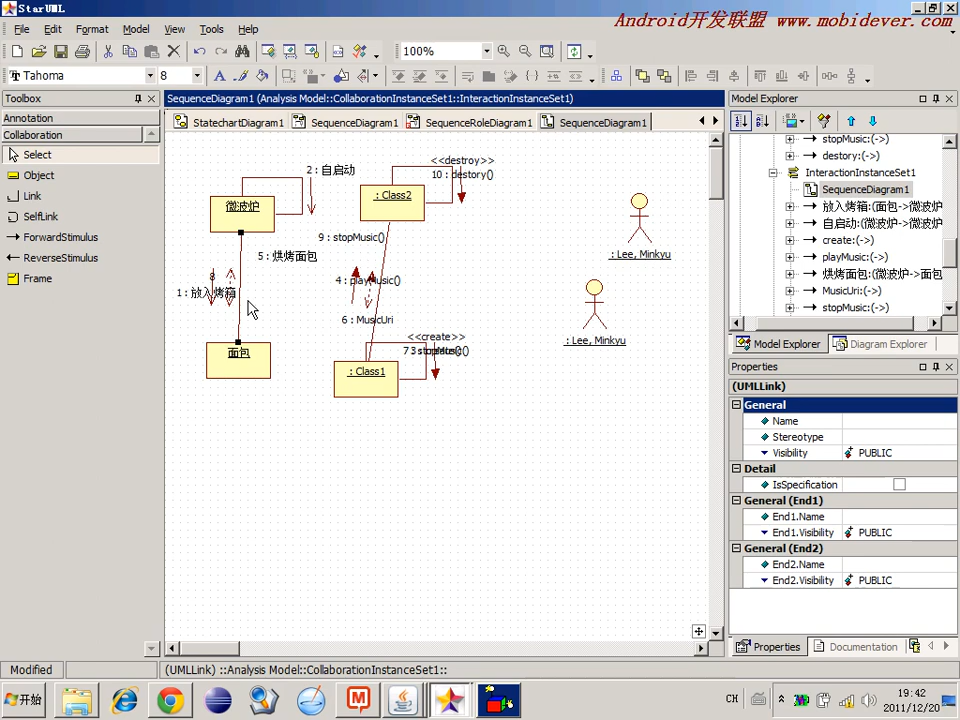 StarUML
Android开发联盟 www.mobidever.com
File Edit Format Model View Tools Help
100%
Tahoma 8
Toolbox
SequenceDiagram1 (Analysis Model::CollaborationInstanceSet1::InteractionInstanceSet1)
Model Explorer
Annotation
Collaboration
Select
Object
Link
SelfLink
ForwardStimulus
ReverseStimulus
Frame
StatechartDiagram1
SequenceDiagram1
SequenceRoleDiagram1
SequenceDiagram1
2 : 自启动
<<destroy>>
10 : destory()
微波炉
: Class2
9 : stopMusic()
5 : 烘烤面包
: Lee, Minkyu
8
1 : 放入烤箱
4 : playMusic()
6 : MusicUri
: Lee, Minkyu
<<create>>
面包
: Class1
stopMusic:(->)
destory:(->)
InteractionInstanceSet1
SequenceDiagram1
放入烤箱:(面包->微波炉
自启动:(微波炉->微波炉
create:(->)
playMusic:(->)
烘烤面包:(微波炉->面包
MusicUri:(->)
stopMusic:(->)
Model Explorer
Diagram Explorer
Properties
(UMLLink)
General
Name
Stereotype
Visibility PUBLIC
Detail
IsSpecification
General (End1)
End1.Name
End1.Visibility PUBLIC
General (End2)
End2.Name
End2.Visibility PUBLIC
Properties
Documentation
Modified
(UMLLink) ::Analysis Model::CollaborationInstanceSet1::
开始
CH
19:42
2011/12/20